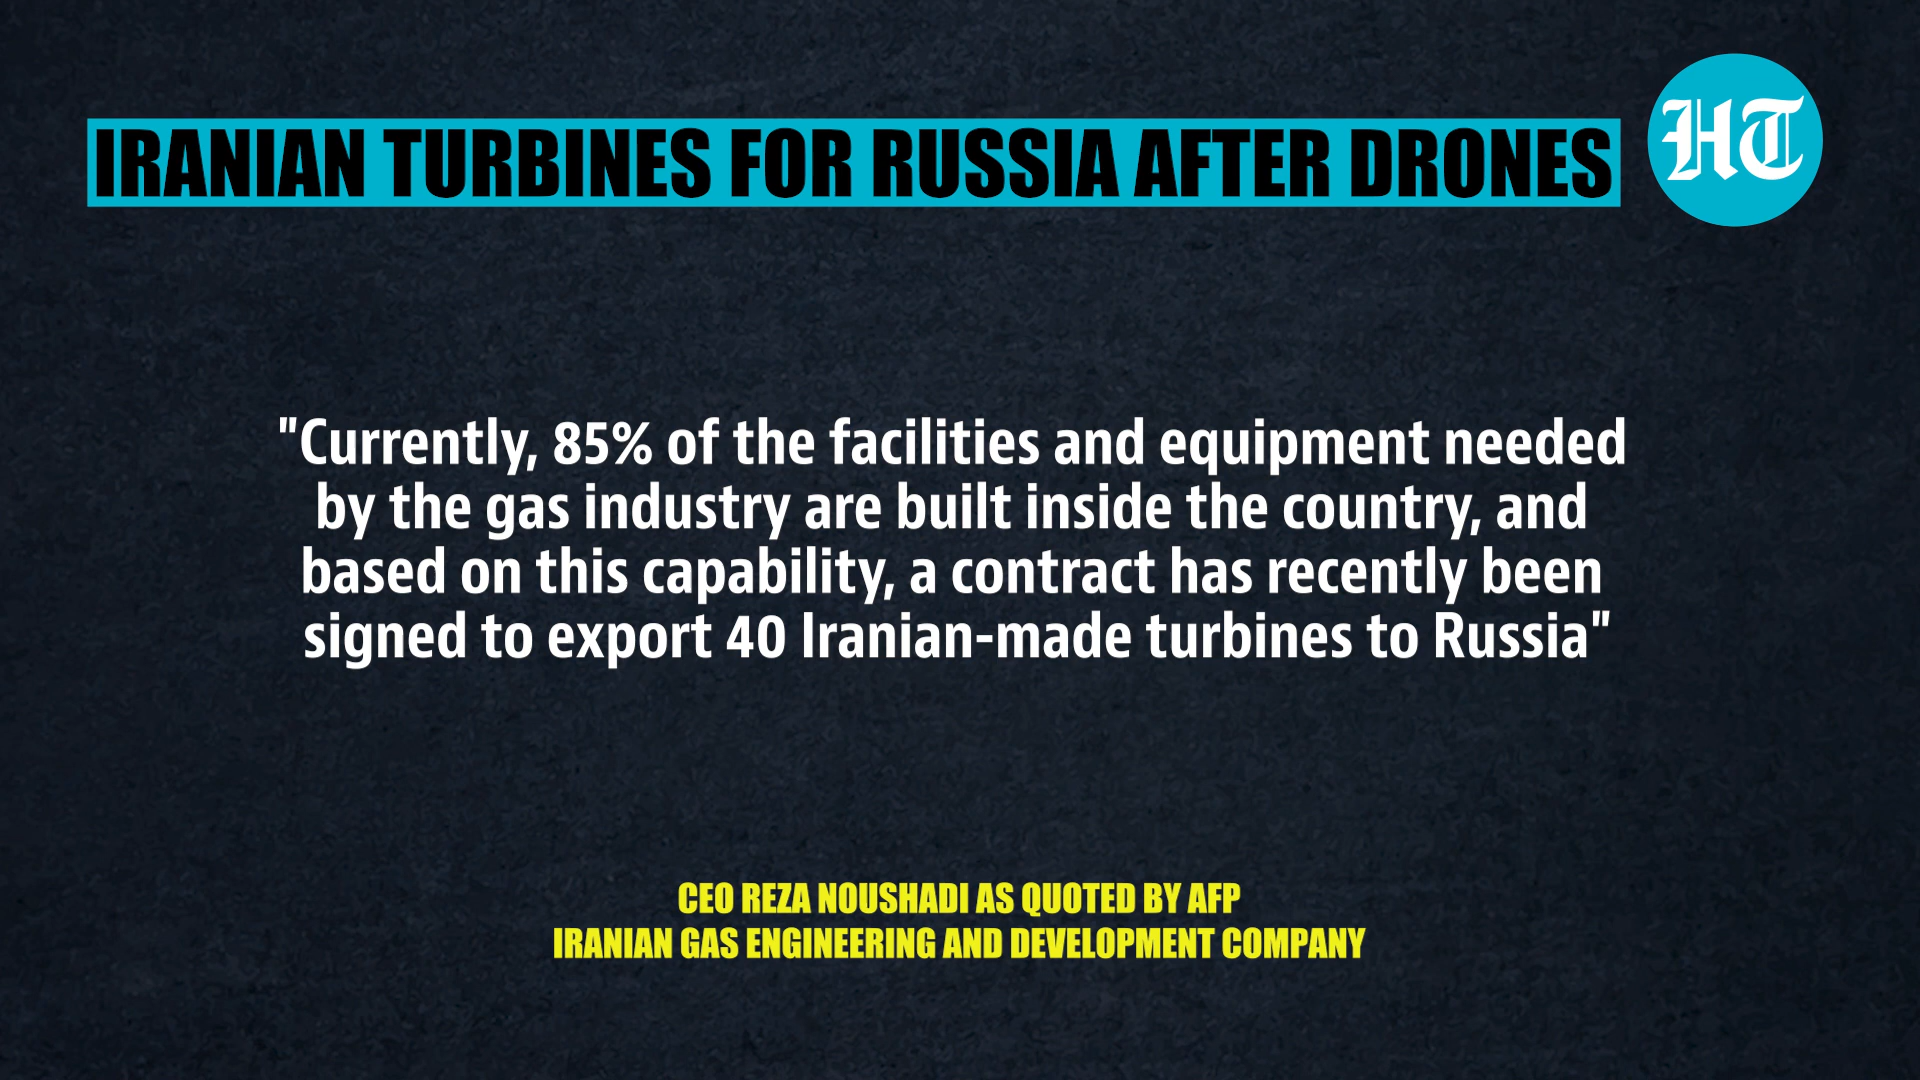 IRANIAN TURBINES FOR RUSSIA AFTER DRONES
HT
"Currently, 85% of the facilities and equipment needed
by the gas industry are built inside the country, and
based on this capability, a contract has recently been
signed to export 40 Iranian-made turbines to Russia"
CEO REZA NOUSHADI AS QUOTED BY AFP
IRANIAN GAS ENGINEERING AND DEVELOPMENT COMPANY